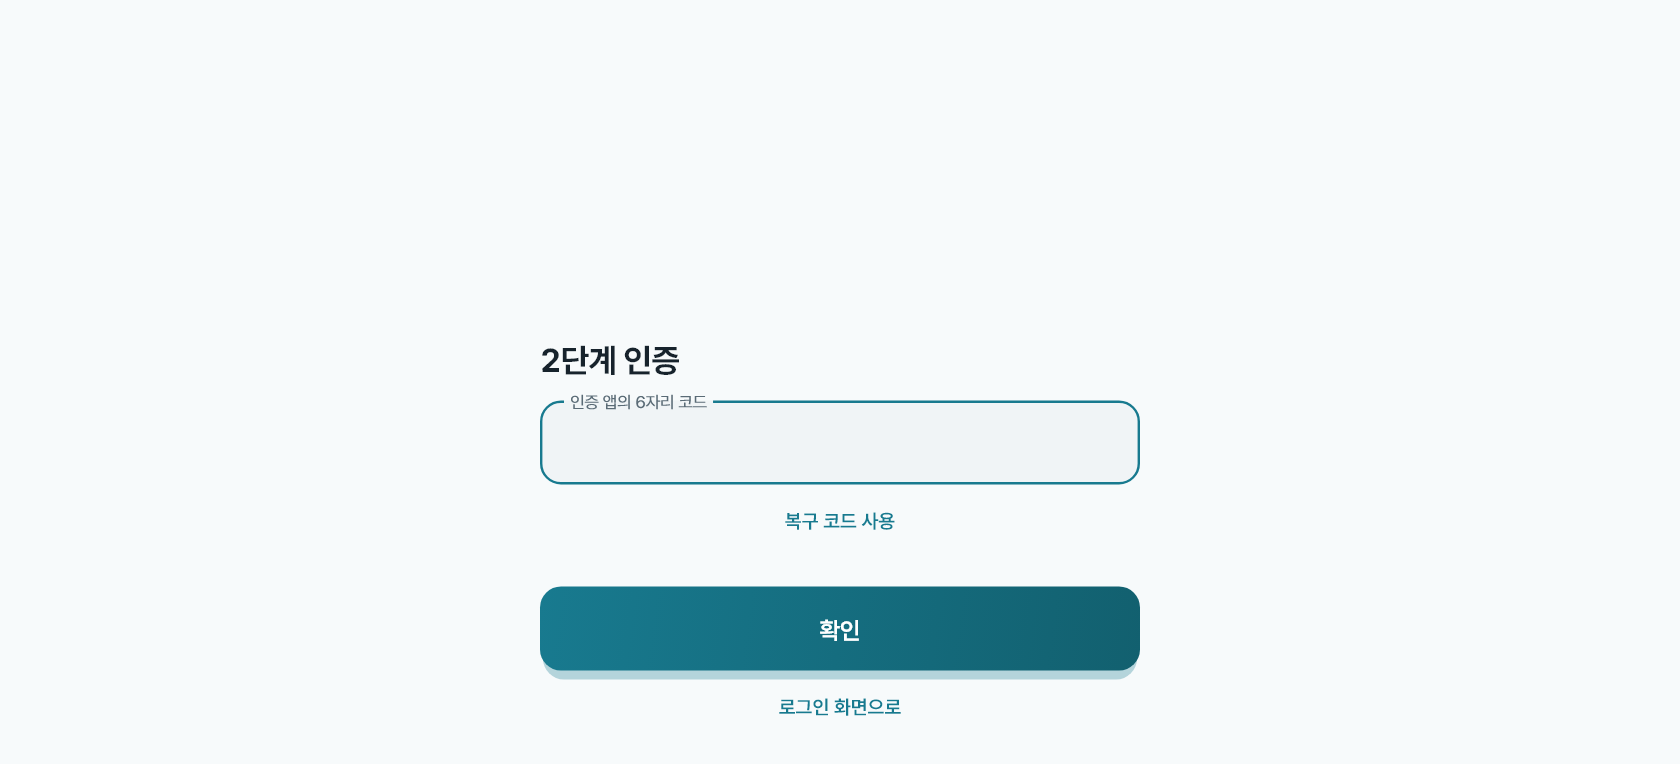 2단계 인증
인증 앱의 6자리 코드
복구 코드 사용
확인
로그인 화면으로